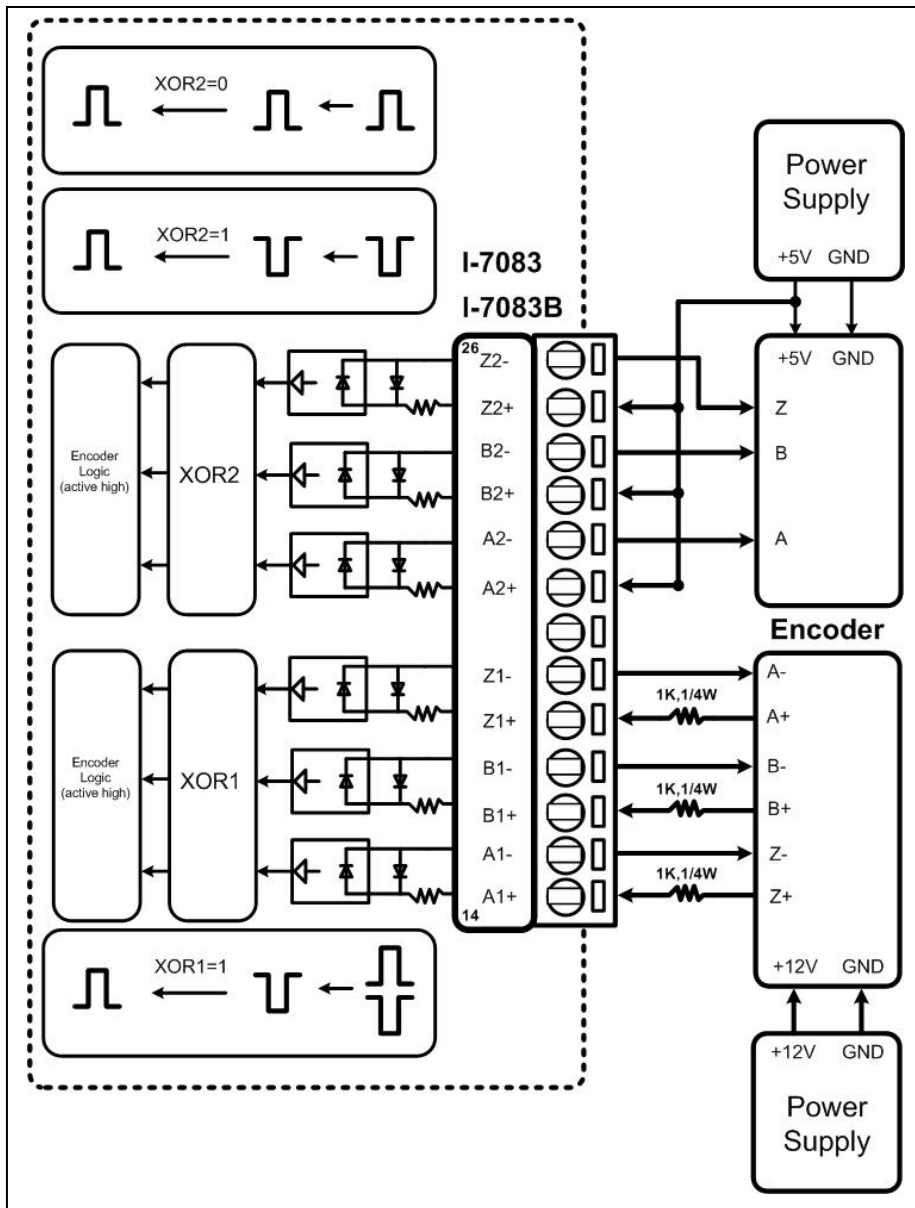 XOR2=0
XOR2=1
I-7083
I-7083B
Power
Supply
+5V GND
+5V GND
Z
B
A
26
Z2-
Z2+
B2-
B2+
A2-
A2+
Z1-
Z1+
B1-
B1+
A1-
A1+
14
Encoder
Logic
(active high)
XOR2
Encoder
Logic
(active high)
XOR1
Encoder
A-
1K,1/4W
A+
B-
1K,1/4W
B+
Z-
1K,1/4W
Z+
+12V GND
XOR1=1
+12V GND
Power
Supply